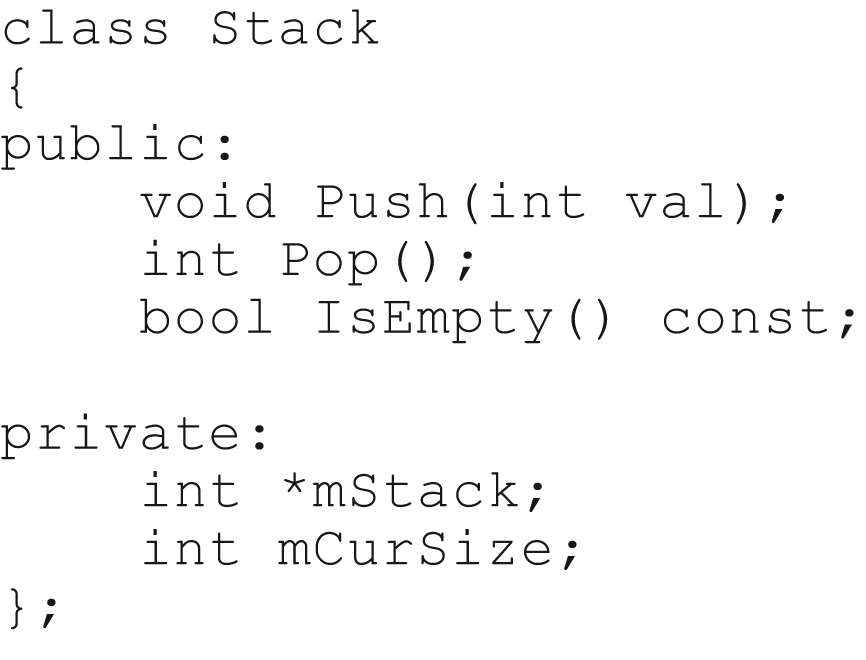 class Stack
{
public:
    void Push(int val);
    int Pop();
    bool IsEmpty() const;

private:
    int *mStack;
    int mCurSize;
};